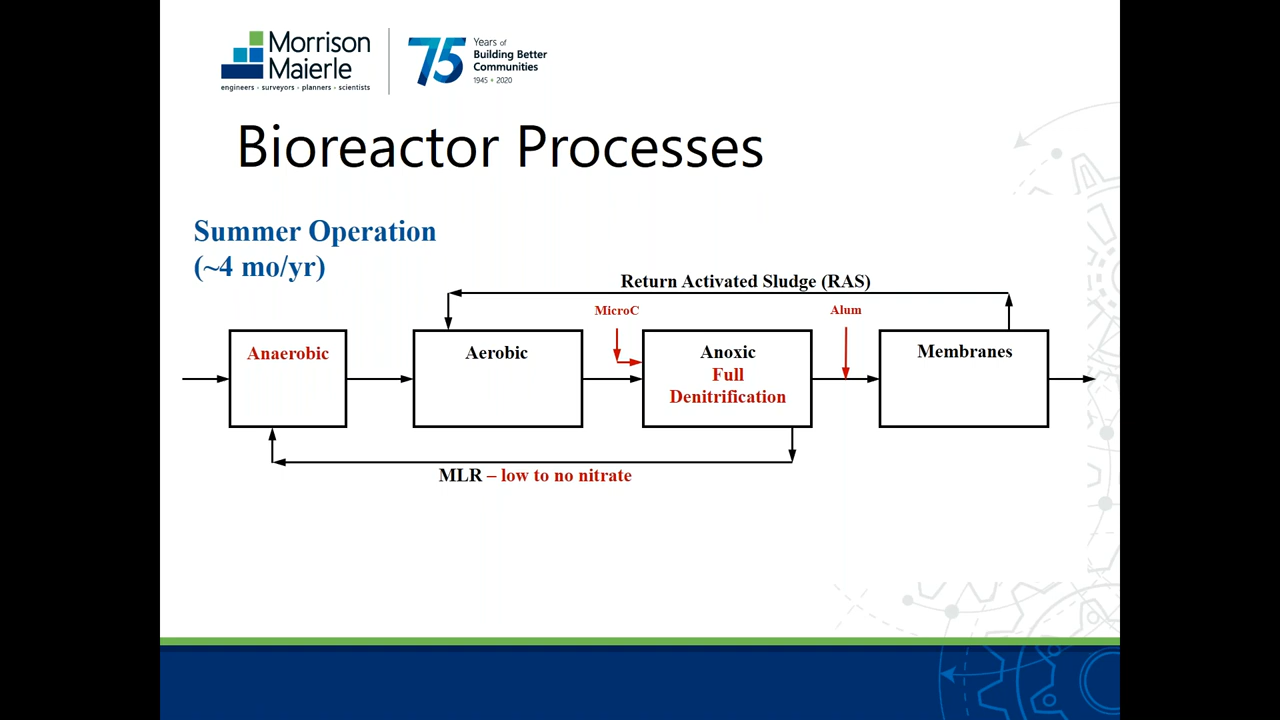 Morrison
Maierle
engineers • surveyors • planners • scientists
75
Years of
Building Better
Communities
1945 • 2020
Bioreactor Processes
Summer Operation
(~4 mo/yr)
Return Activated Sludge (RAS)
MicroC
Alum
Anaerobic
Aerobic
Anoxic
Full
Denitrification
Membranes
MLR – low to no nitrate